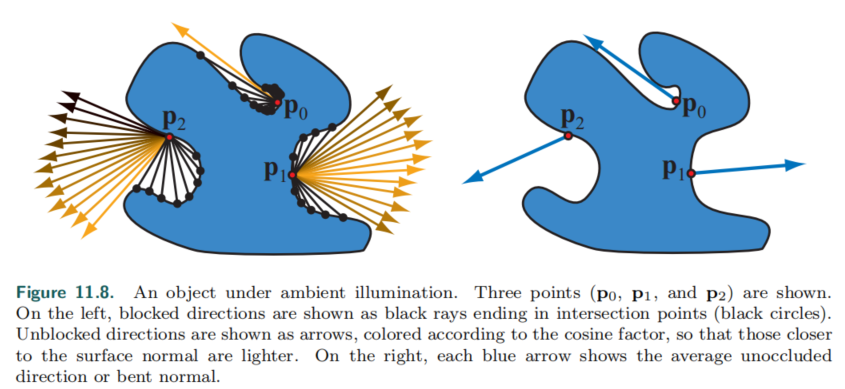 p₂
p₀
p₁
p₂
p₀
p₁
Figure 11.8. An object under ambient illumination. Three points (p₀, p₁, and p₂) are shown.
On the left, blocked directions are shown as black rays ending in intersection points (black circles).
Unblocked directions are shown as arrows, colored according to the cosine factor, so that those closer
to the surface normal are lighter. On the right, each blue arrow shows the average unoccluded
direction or bent normal.